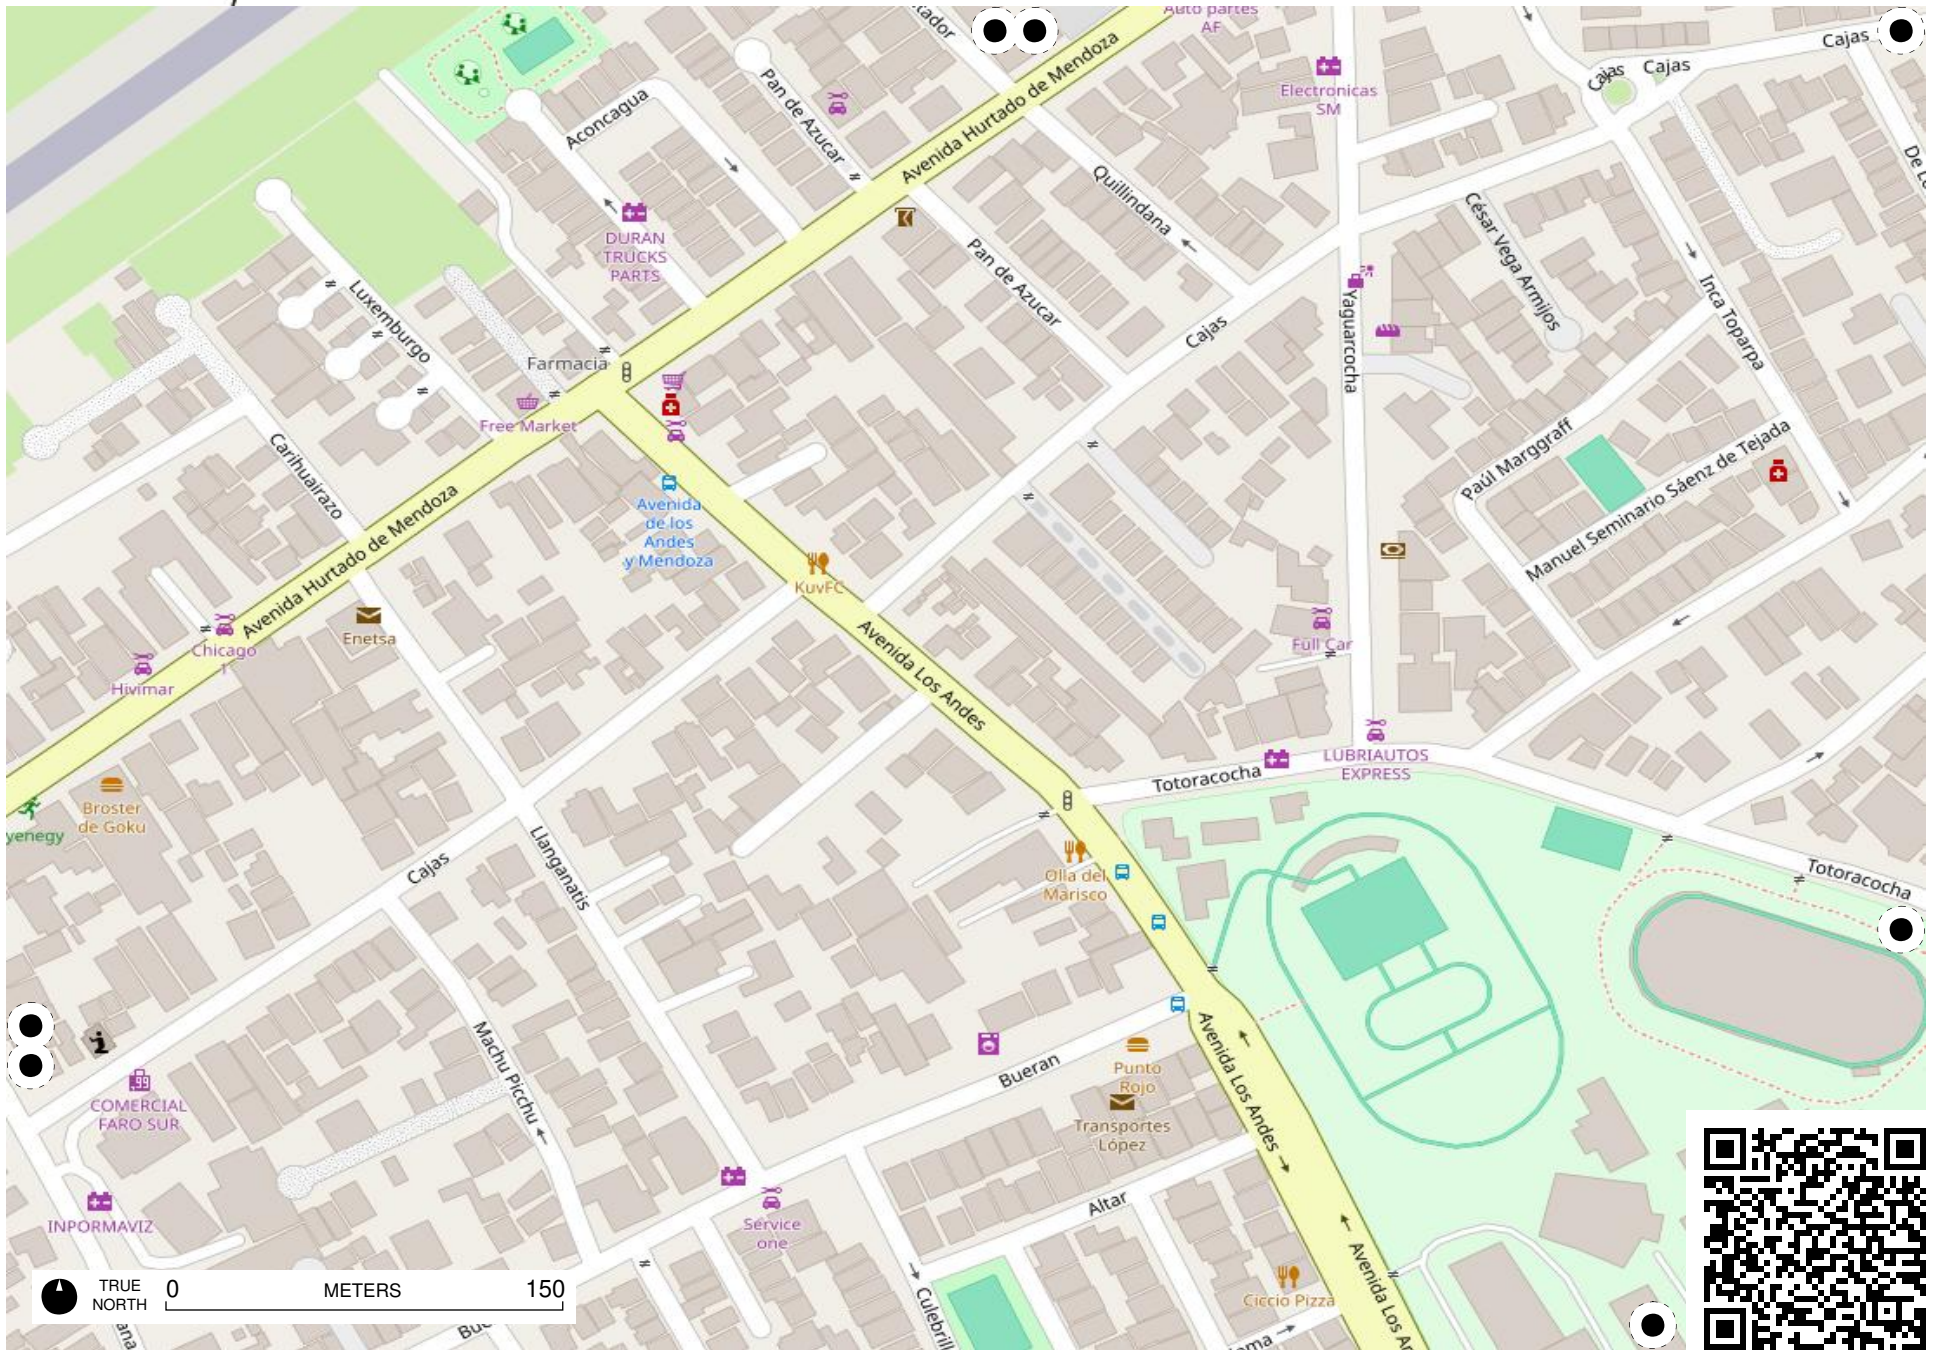 Auto partes
AF
Avenida Hurtado de Mendoza
Cajas
Cajas
Cajas
Pan de Azucar
Aconcagua
Electronicas
SM
Quillindana
César Vega Armijos
DURAN
TRUCKS
PARTS
Pan de Azucar
Luxemburgo
Inca Toparpa
Yaguarcocha
Cajas
Farmacia
Free Market
Carihuairazo
Paúl Marggraff
Manuel Seminario Sáenz de Tejada
Avenida Hurtado de Mendoza
Avenida
de los
Andes
y Mendoza
KuvFC
Enetsa
Chicago
1
Hivimar
Full Car
Avenida Los Andes
LUBRIAUTOS
EXPRESS
Totoracocha
Broster
de Goku
yenegy
Llanganatis
Cajas
Olla del
Marisco
Totoracocha
Machu Picchu
Avenida Los Andes
Bueran
Punto
Rojo
COMERCIAL
FARO SUR
Transportes
López
Altar
INPORMAVIZ
Service
one
Avenida Los A
Culebrill
Ciccio Pizza
TRUE
NORTH
0 METERS 150